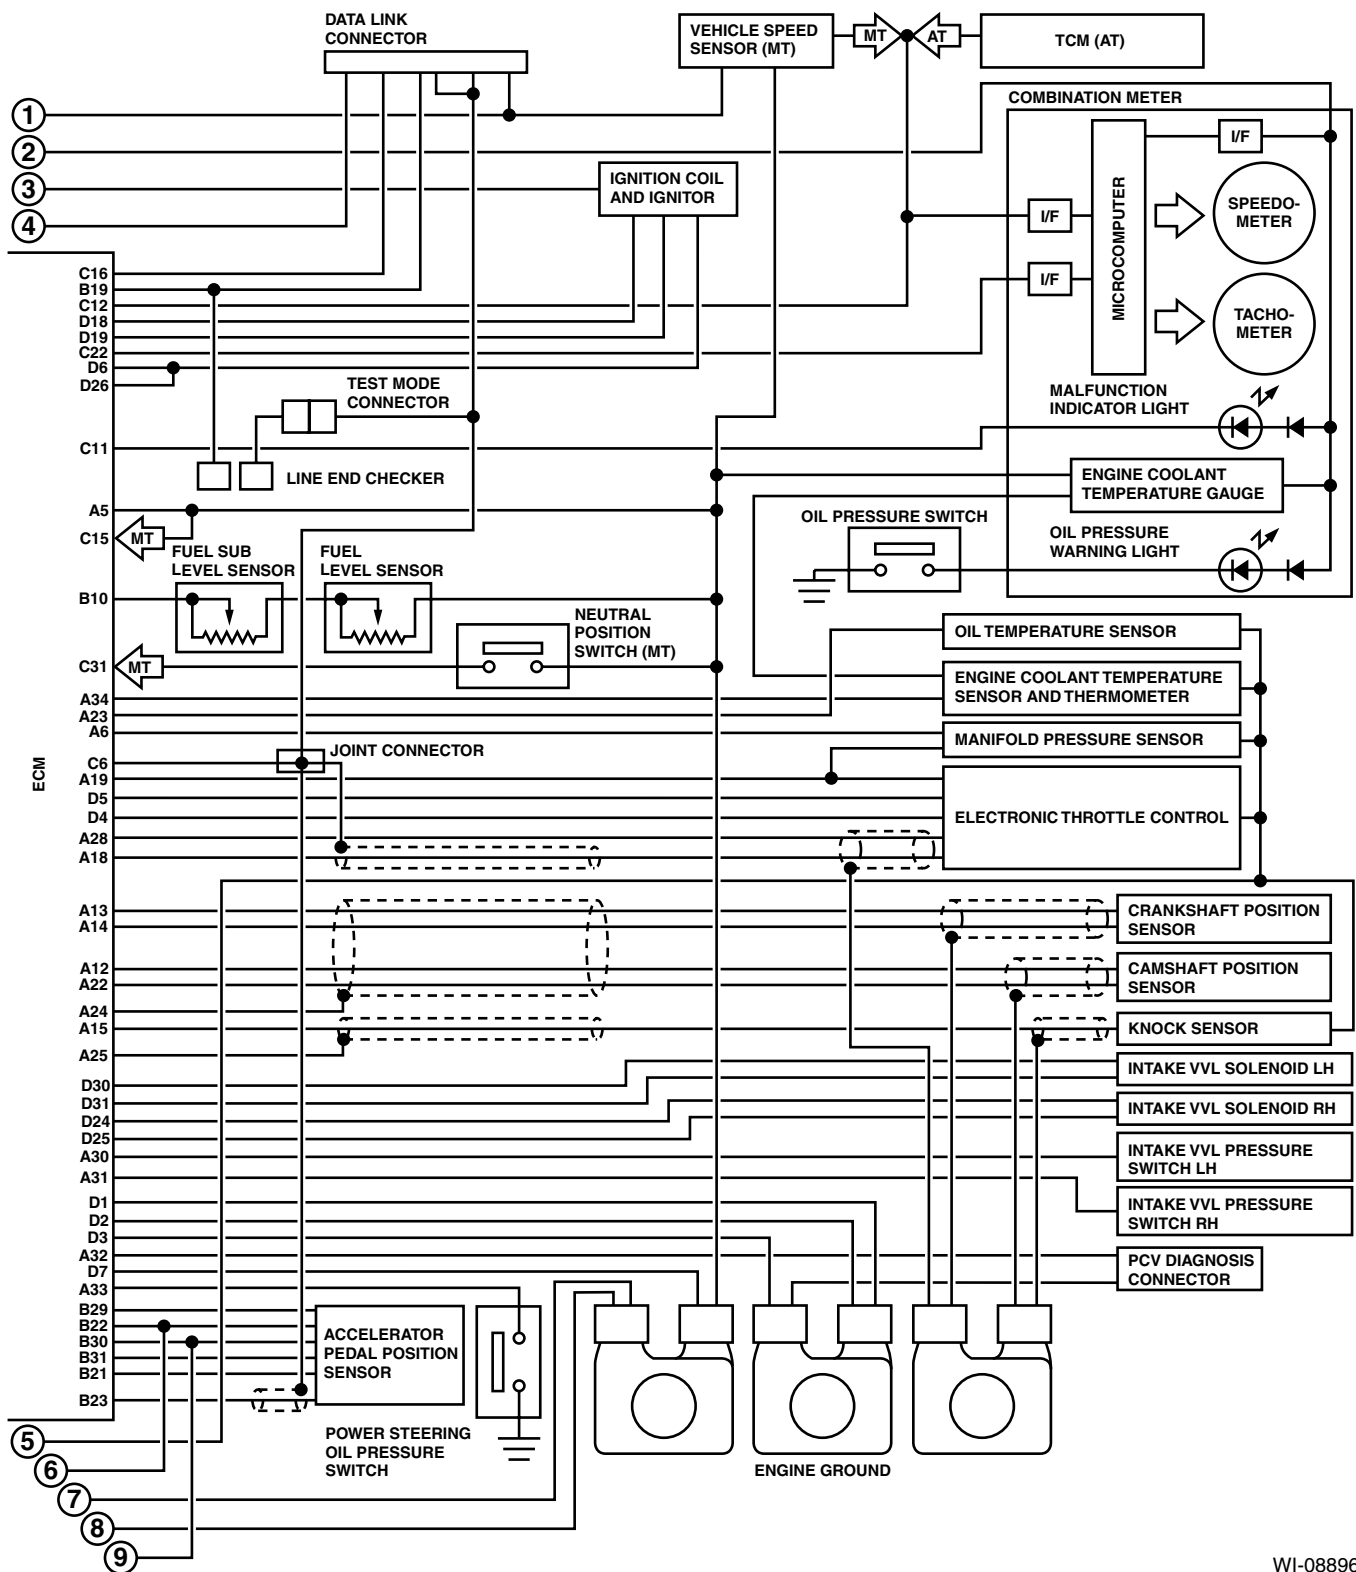 DATA LINK
CONNECTOR
VEHICLE SPEED
SENSOR (MT)
MT
AT
TCM (AT)
COMBINATION METER
1
2
3
4
IGNITION COIL
AND IGNITOR
I/F
I/F
I/F
MICROCOMPUTER
SPEEDO-
METER
TACHO-
METER
C16
B19
C12
D18
D19
C22
D6
D26
TEST MODE
CONNECTOR
MALFUNCTION
INDICATOR LIGHT
C11
LINE END CHECKER
ENGINE COOLANT
TEMPERATURE GAUGE
A5
C15
MT
OIL PRESSURE SWITCH
OIL PRESSURE
WARNING LIGHT
FUEL SUB
LEVEL SENSOR
FUEL
LEVEL SENSOR
B10
NEUTRAL
POSITION
SWITCH (MT)
C31
MT
OIL TEMPERATURE SENSOR
ENGINE COOLANT TEMPERATURE
SENSOR AND THERMOMETER
A34
A23
A6
MANIFOLD PRESSURE SENSOR
ECM
JOINT CONNECTOR
C6
A19
D5
D4
A28
A18
ELECTRONIC THROTTLE CONTROL
A13
A14
CRANKSHAFT POSITION
SENSOR
A12
A22
CAMSHAFT POSITION
SENSOR
A24
A15
KNOCK SENSOR
A25
INTAKE VVL SOLENOID LH
D30
D31
INTAKE VVL SOLENOID RH
D24
D25
A30
INTAKE VVL PRESSURE
SWITCH LH
A31
INTAKE VVL PRESSURE
SWITCH RH
D1
D2
D3
A32
PCV DIAGNOSIS
CONNECTOR
D7
A33
B29
B22
B30
B31
B21
B23
ACCELERATOR
PEDAL POSITION
SENSOR
POWER STEERING
OIL PRESSURE
SWITCH
ENGINE GROUND
5
6
7
8
9
WI-08896